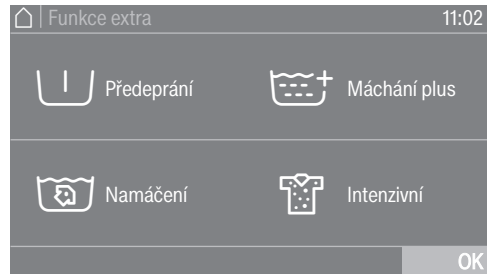 Funkce extra 11:02
Předeprání Máchání plus
Namáčení Intenzivní
OK